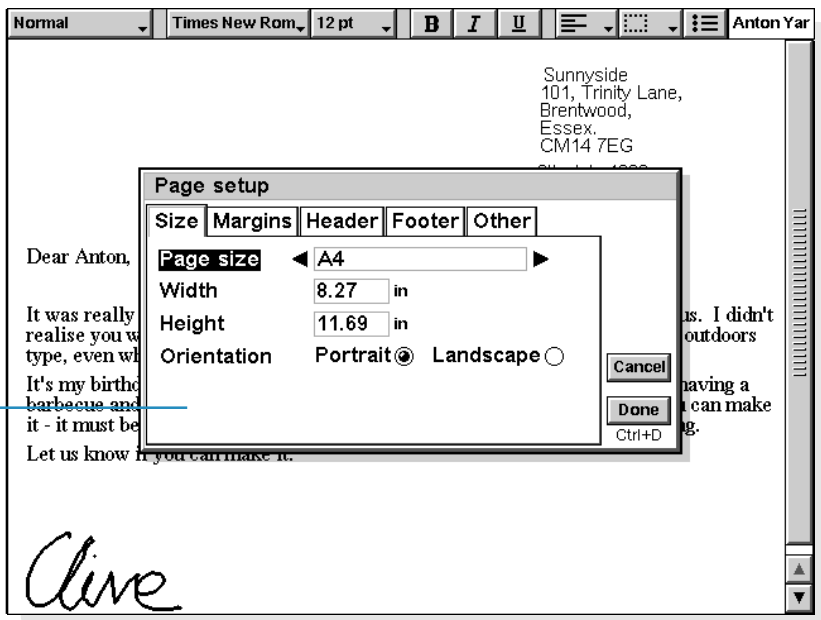 Normal Times New Rom 12 pt B I U Anton Yar
Sunnyside
101, Trinity Lane,
Brentwood,
Essex.
CM14 7EG
Page setup
Size Margins Header Footer Other
Dear Anton,
Page size A4
Width 8.27 in
Height 11.69 in
Orientation Portrait Landscape
Cancel
Done
Ctrl+D
It was really us. I didn't
realise you outdoors
type, even
It's my having a
barbecue and can make
it - it must be
Let us know if you can make it.
Clive